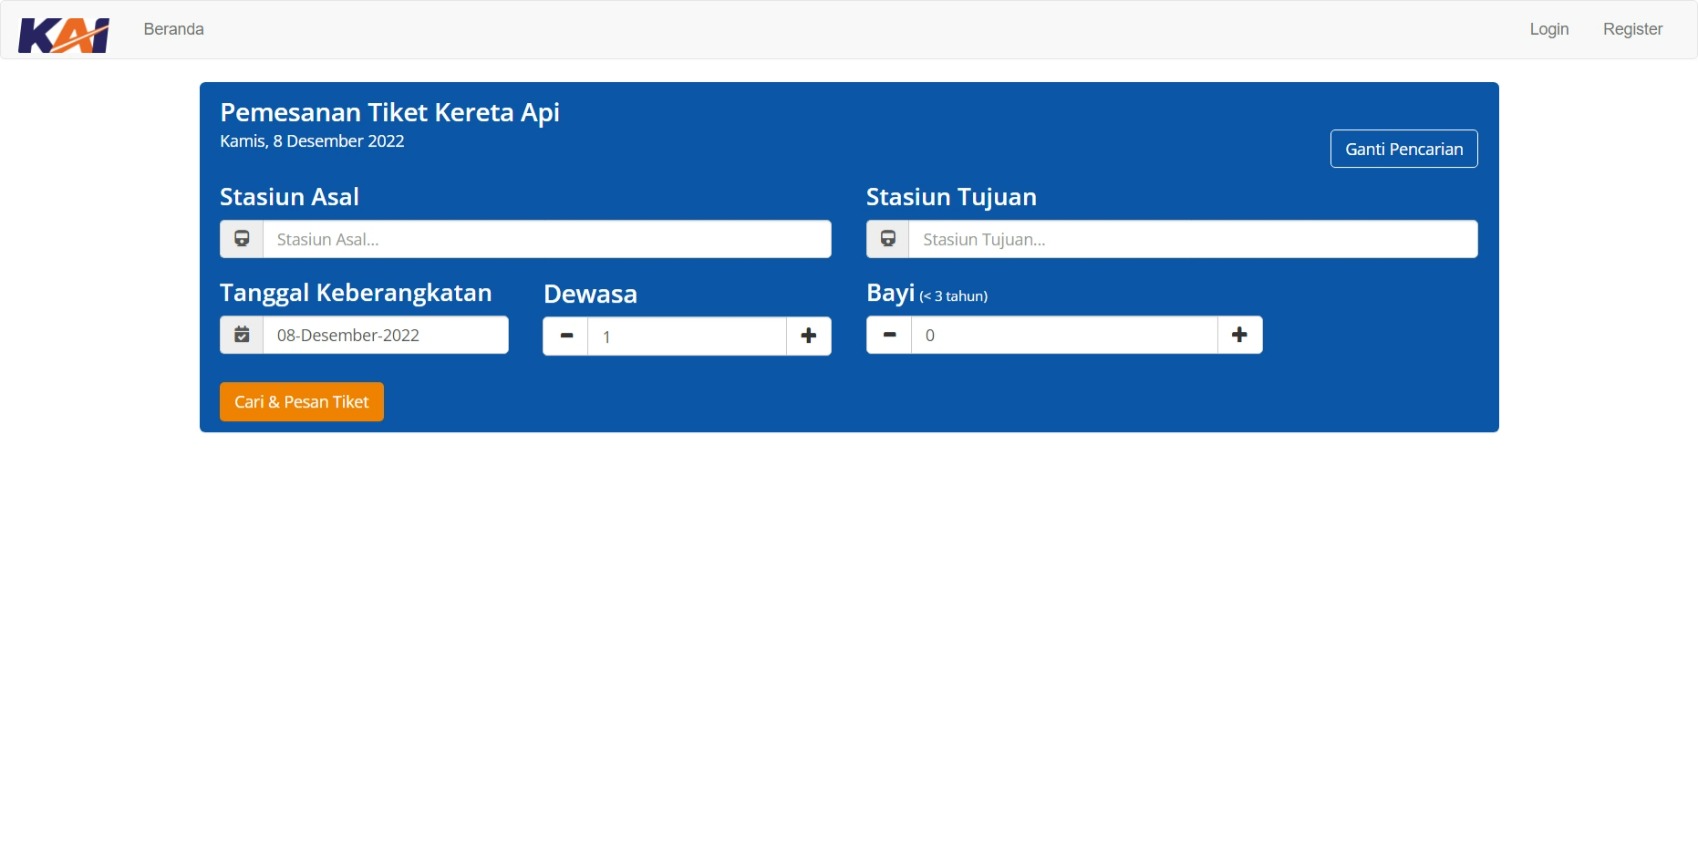 KAI
Beranda
Login
Register
Pemesanan Tiket Kereta Api
Kamis, 8 Desember 2022
Ganti Pencarian
Stasiun Asal
Stasiun Tujuan
Stasiun Asal...
Stasiun Tujuan...
Tanggal Keberangkatan
Dewasa
Bayi (< 3 tahun)
08-Desember-2022
1
0
Cari & Pesan Tiket